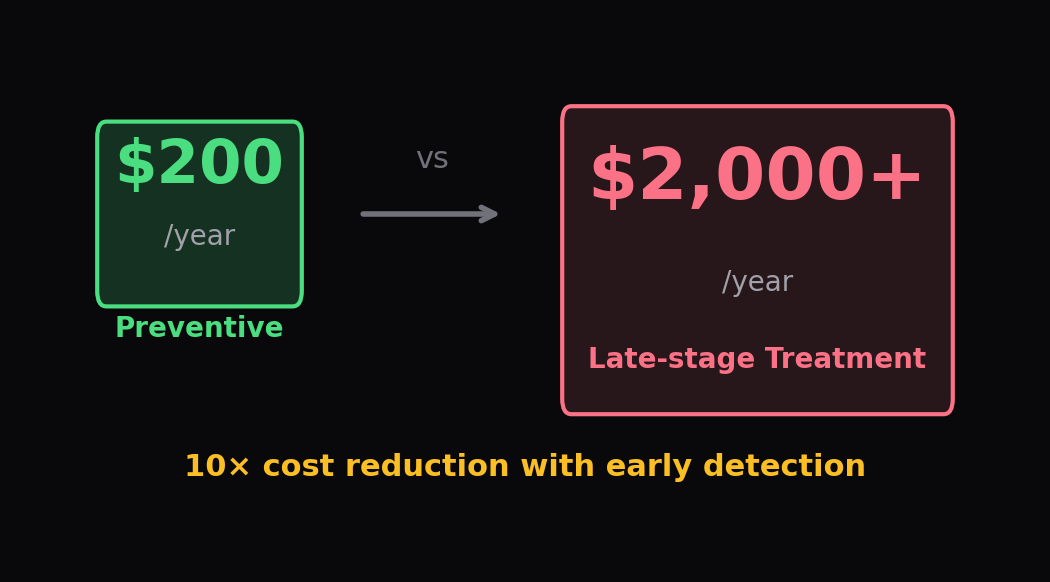 $200
/year
Preventive
vs
$2,000+
/year
Late-stage Treatment
10× cost reduction with early detection